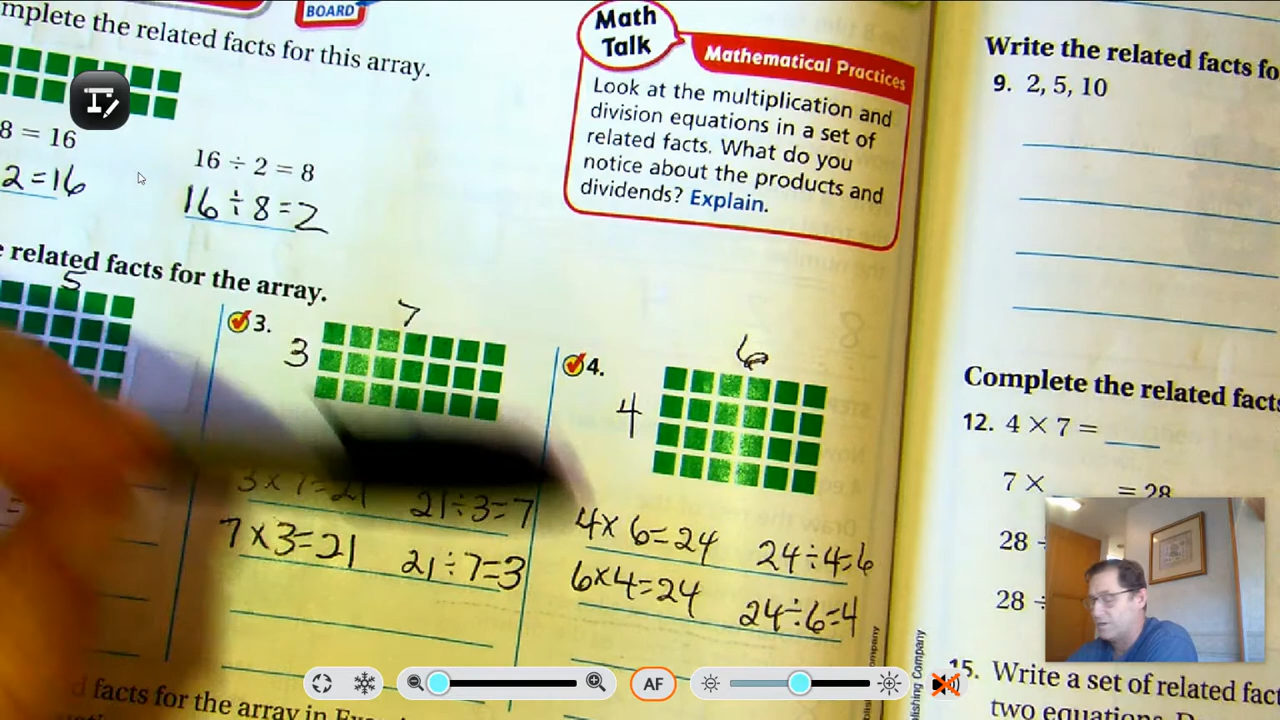 BOARD
mplete the related facts for this array.
8 = 16
16 ÷ 2 = 8
2=16
16÷8=2
Math
Talk
Mathematical Practices
Look at the multiplication and
division equations in a set of
related facts. What do you
notice about the products and
dividends? Explain.
related facts for the array.
5
3.
7
3
3x7=21
21÷3=7
7x3=21
21÷7=3
4.
6
4
4x6=24
24÷4=6
6x4=24
24÷6=4
d facts for the array in
AF
Write the related facts fo
9. 2, 5, 10
Complete the related facts
12. 4 × 7 =
7 ×
= 28
28 ÷
28 ÷
15. Write a set of related fact
two equations.
blishing Company